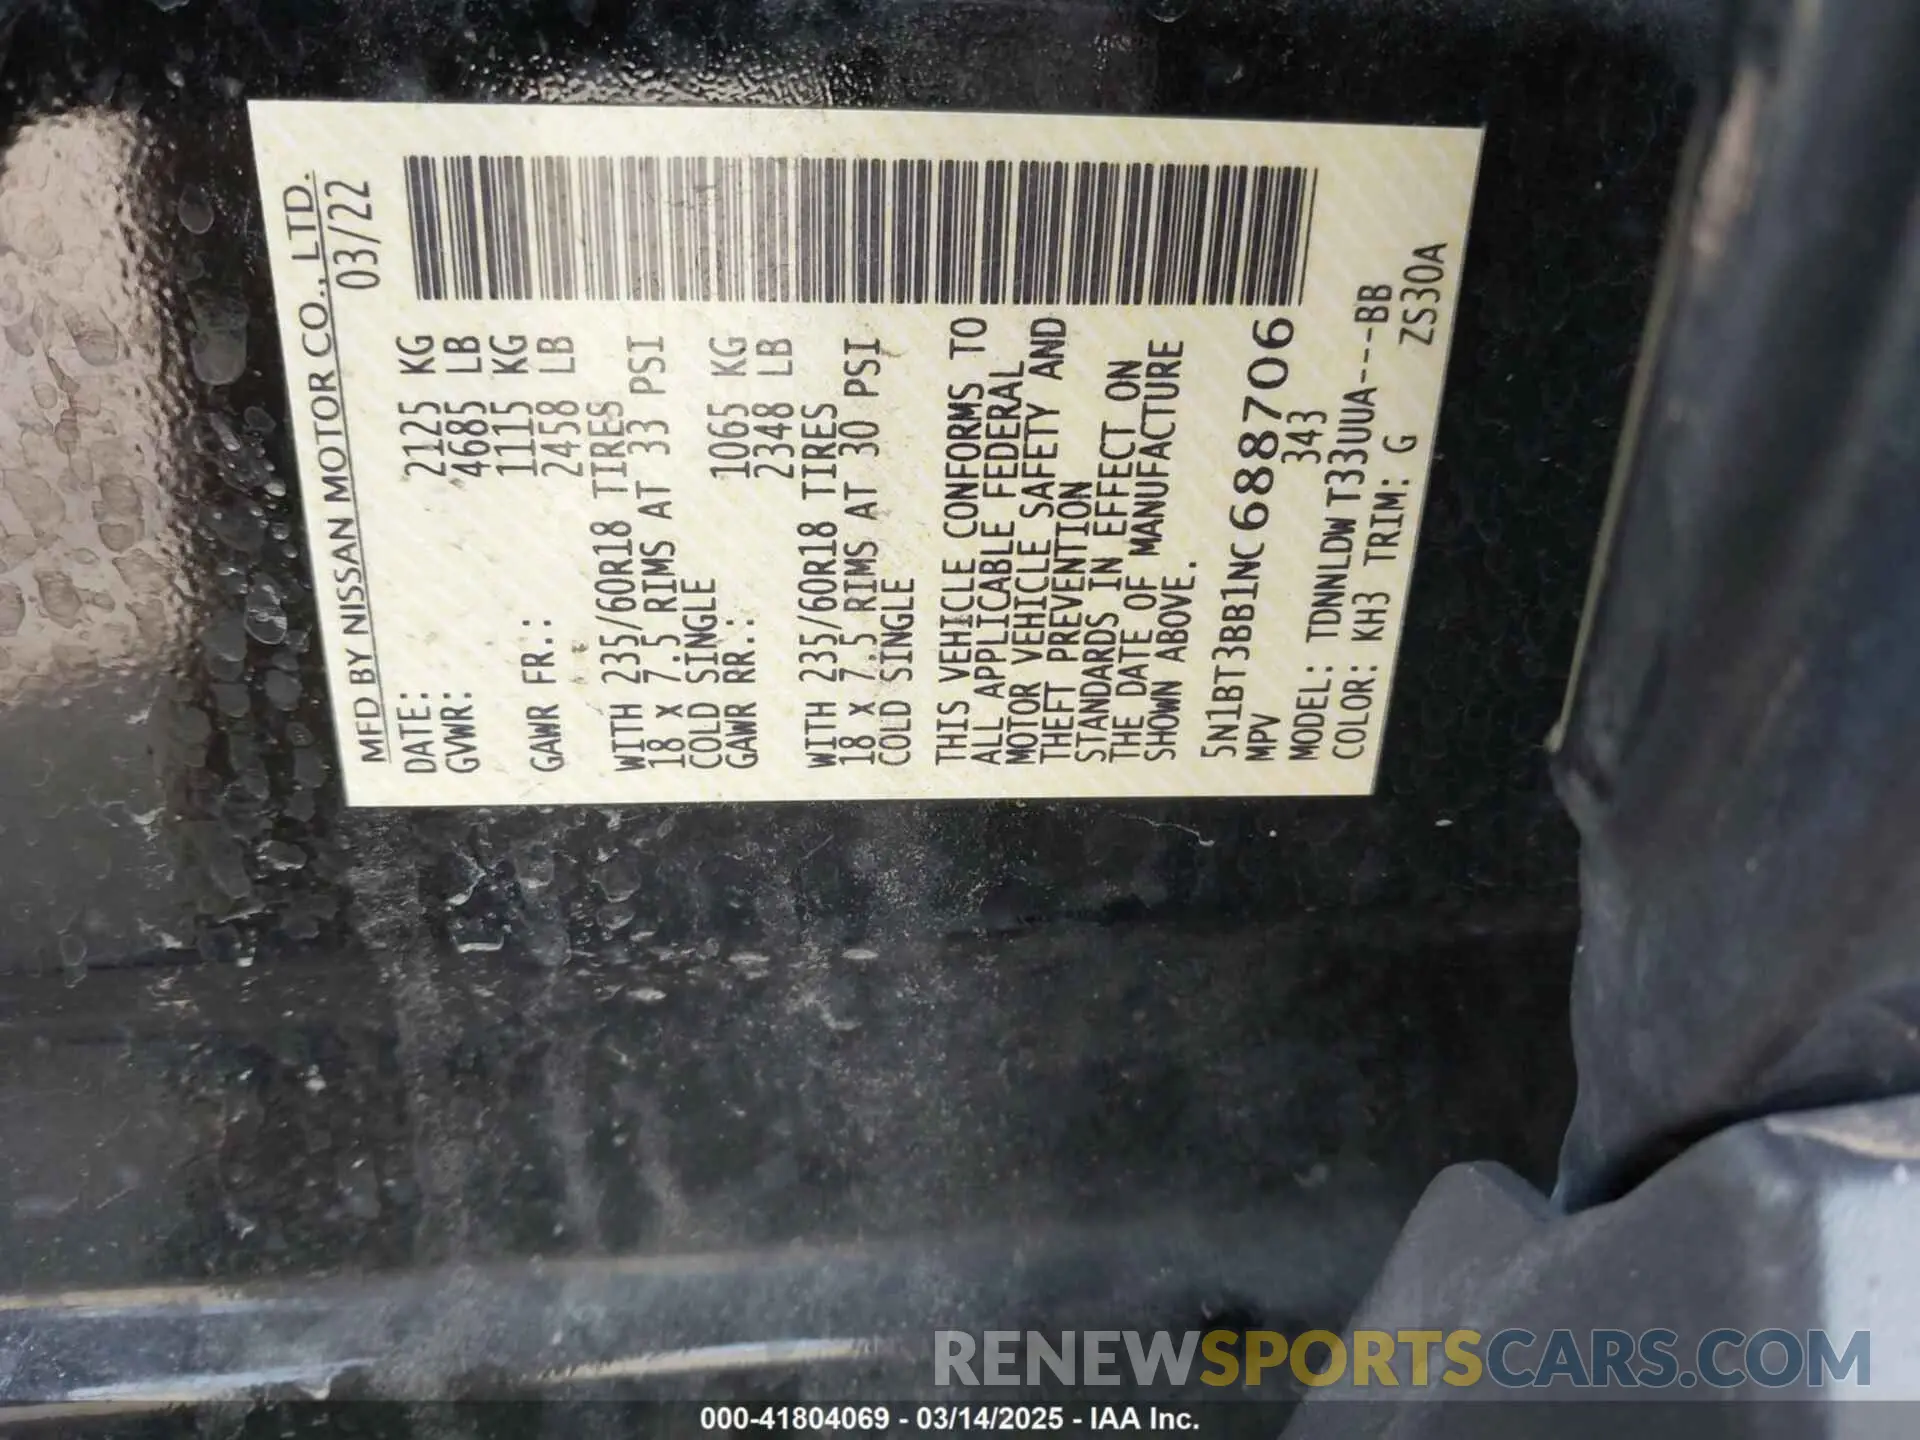 MFD BY NISSAN MOTOR CO., LTD.
DATE: 03/22
GVWR: 2125 KG
4685 LB
GAWR FR.: 1115 KG
2458 LB
WITH 235/60R18 TIRES
18 X 7.5 RIMS AT 33 PSI
COLD SINGLE
GAWR RR.: 1065 KG
2348 LB
WITH 235/60R18 TIRES
18 X 7.5 RIMS AT 30 PSI
COLD SINGLE
THIS VEHICLE CONFORMS TO
ALL APPLICABLE FEDERAL
MOTOR VEHICLE SAFETY AND
THEFT PREVENTION
STANDARDS IN EFFECT ON
THE DATE OF MANUFACTURE
SHOWN ABOVE.
5N1BT3BB1NC688706
MPV 343
MODEL: TDNNLDW T33UUA---BB
COLOR: KH3 TRIM: G ZS30A
RENEWSPORTSCARS.COM
000-41804069 - 03/14/2025 - IAA Inc.